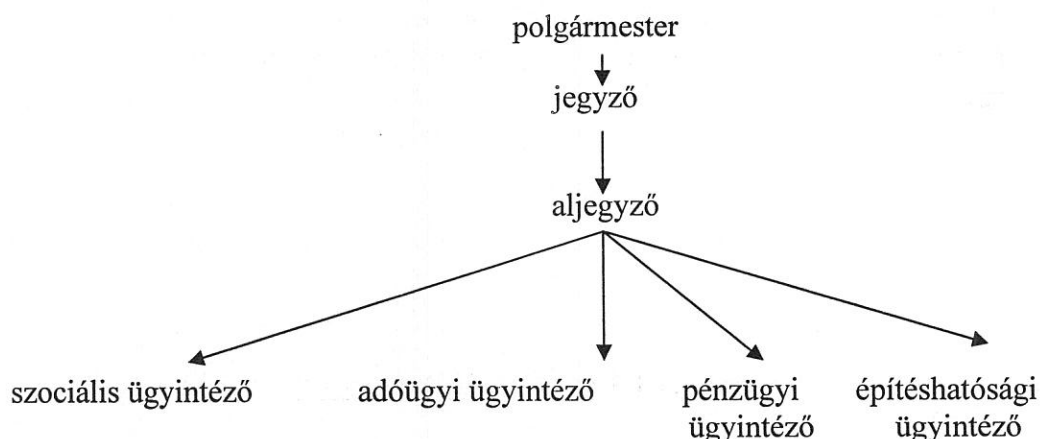 polgármester
jegyző
aljegyző
szociális ügyintéző
adóügyi ügyintéző
pénzügyi
ügyintéző
építéshatósági
ügyintéző